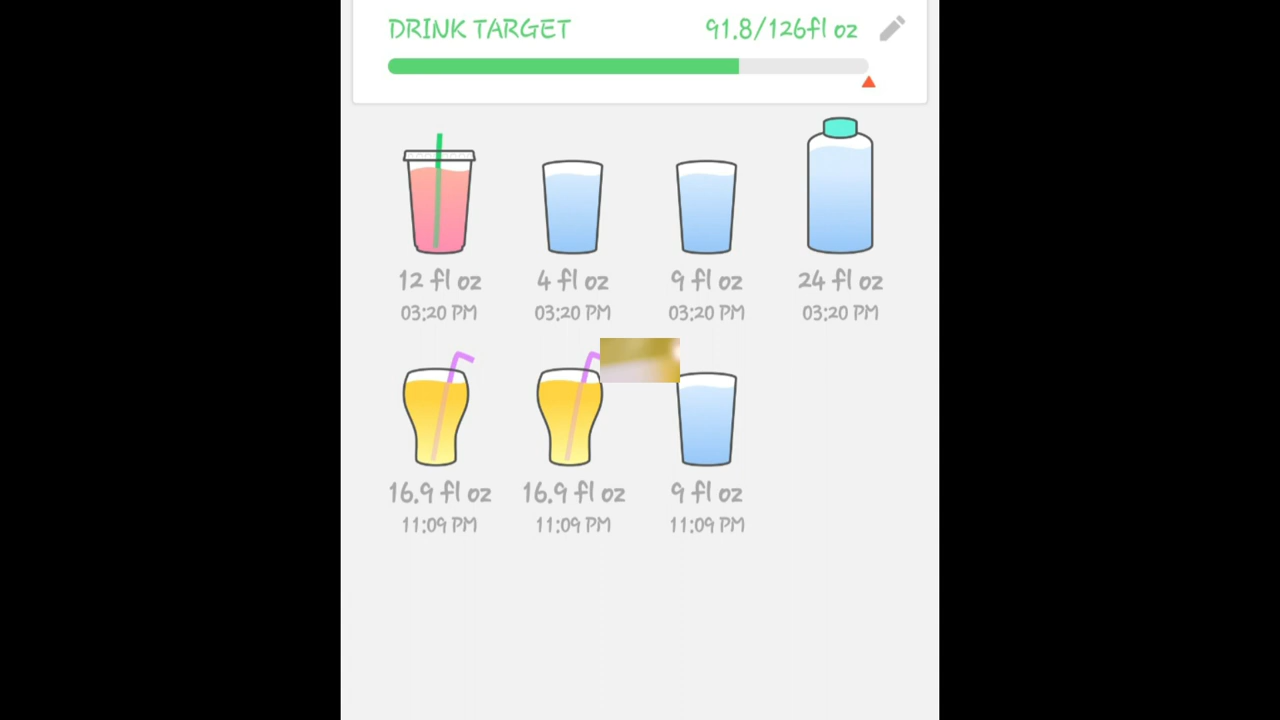 DRINK TARGET 91.8/126fl oz
12 fl oz 4 fl oz 9 fl oz 24 fl oz
03:20 PM 03:20 PM 03:20 PM 03:20 PM
16.9 fl oz 16.9 fl oz 9 fl oz
11:09 PM 11:09 PM 11:09 PM